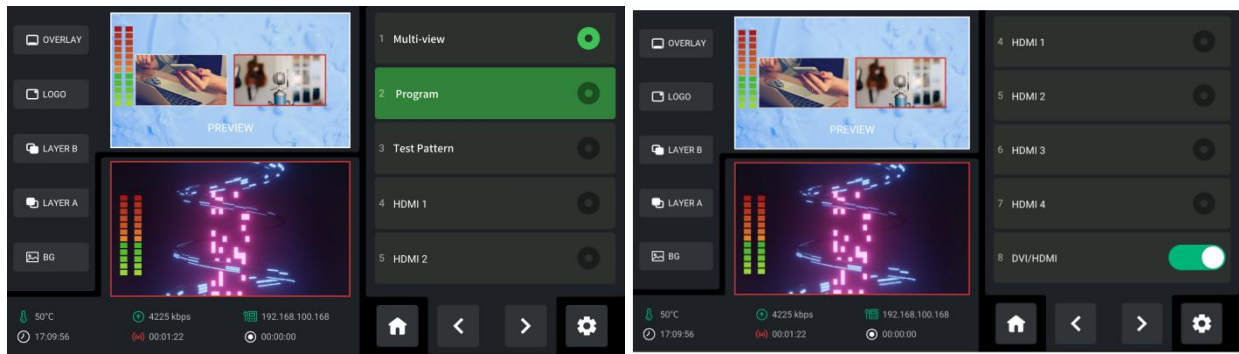 OVERLAY
LOGO
LAYER B
LAYER A
BG
PREVIEW
50°C
4225 kbps
192.168.100.168
17:09:56
00:01:22
00:00:00
1 Multi-view
2 Program
3 Test Pattern
4 HDMI 1
5 HDMI 2
OVERLAY
LOGO
LAYER B
LAYER A
BG
PREVIEW
50°C
4225 kbps
192.168.100.168
17:09:56
00:01:22
00:00:00
4 HDMI 1
5 HDMI 2
6 HDMI 3
7 HDMI 4
8 DVI/HDMI